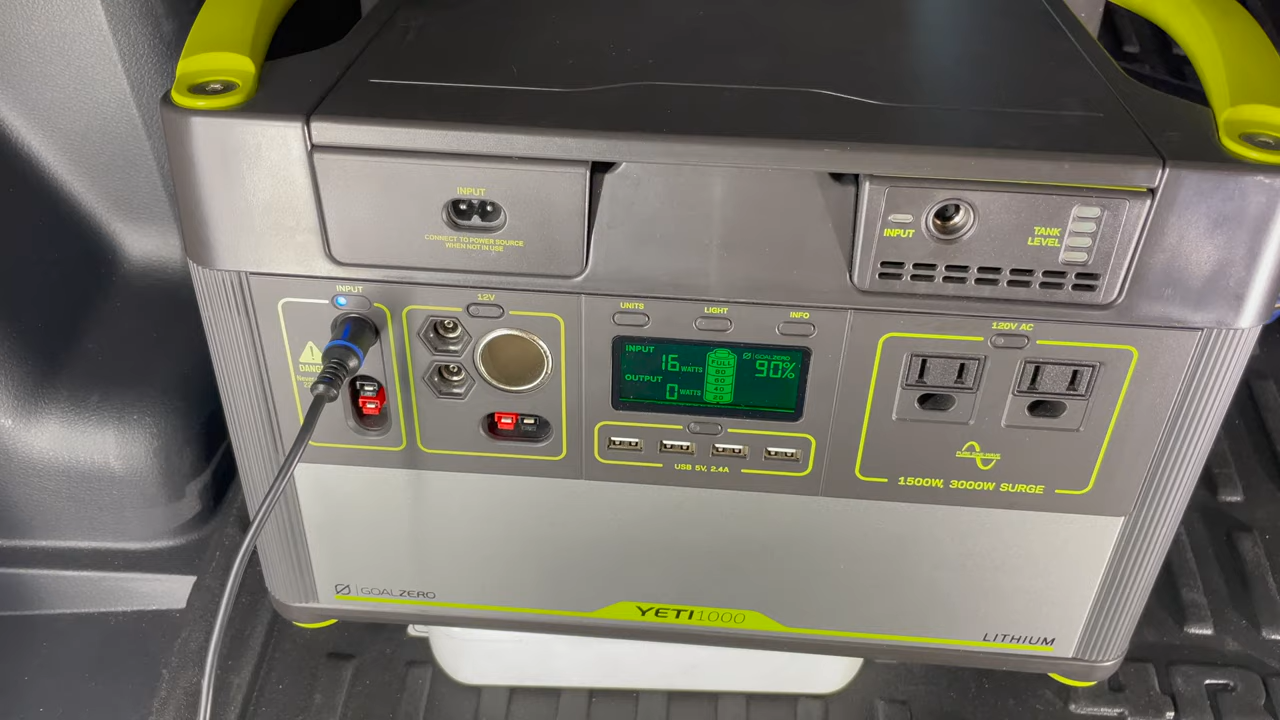 INPUT
CONNECT TO POWER SOURCE
WHEN NOT IN USE
INPUT
TANK
LEVEL
INPUT
12V
UNITS
LIGHT
INFO
120V AC
INPUT
16 WATTS
OUTPUT
0 WATTS
FULL
80
60
40
20
GOALZERO
90%
USB 5V, 2.4A
PURE SINE WAVE
1500W, 3000W SURGE
GOALZERO
YETI1000
LITHIUM